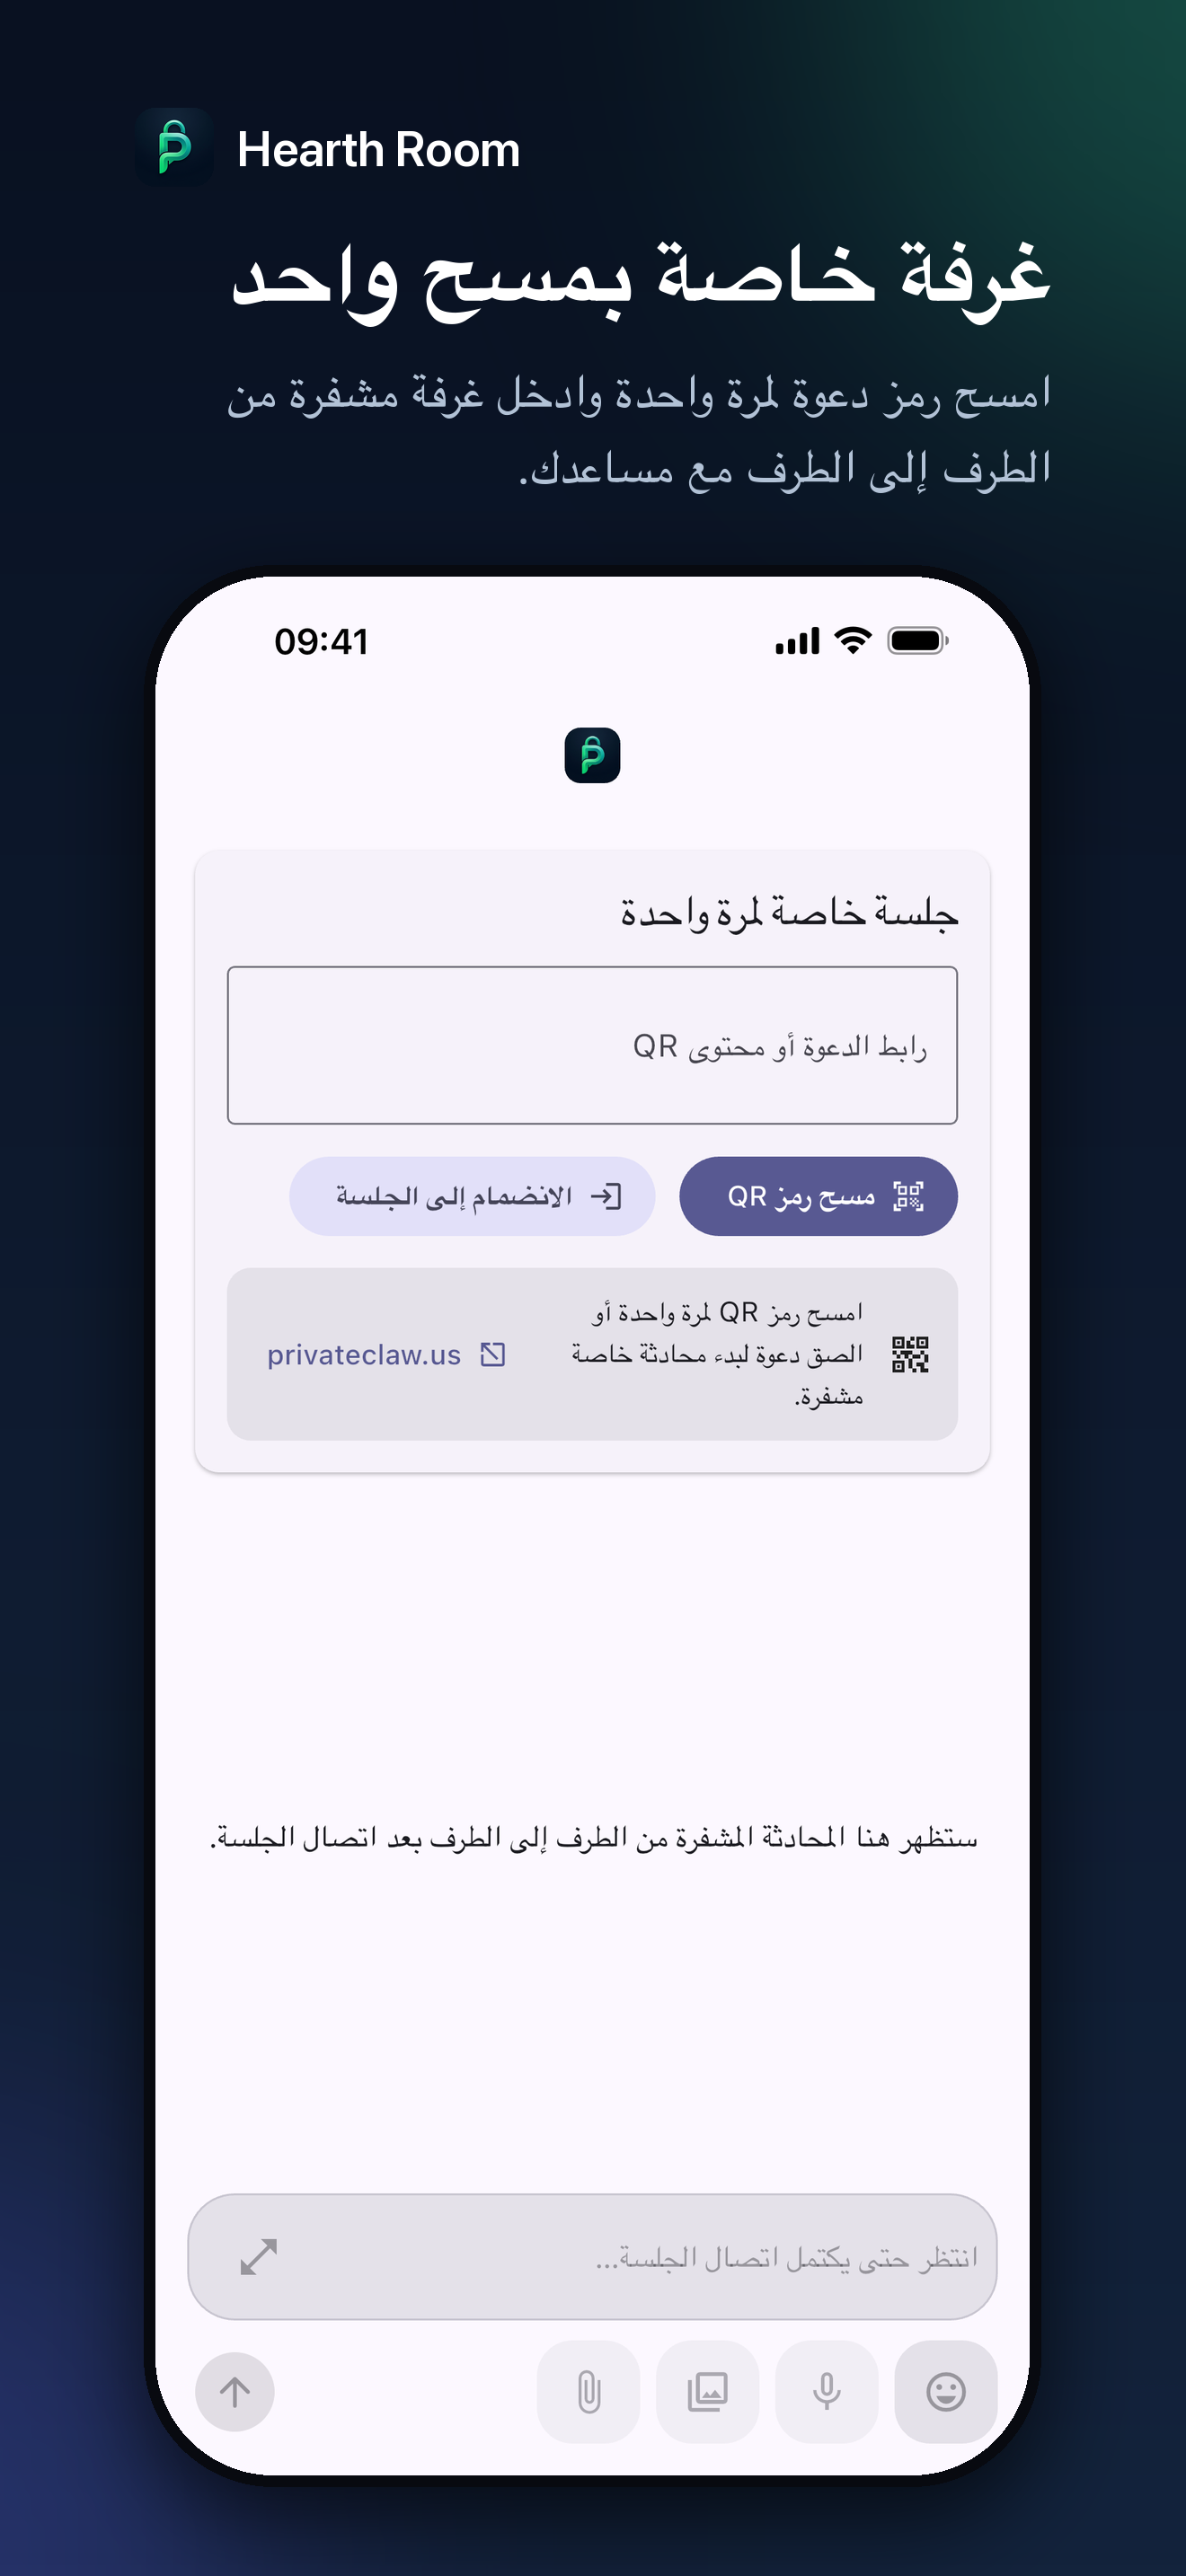 Hearth Room
غرفة خاصة بمسح واحد
امسح رمز دعوة لمرة واحدة وادخل غرفة مشفرة من
الطرف إلى الطرف مع مساعدك.
09:41
جلسة خاصة لمرة واحدة
رابط الدعوة أو محتوى QR
مسح رمز QR
الانضمام إلى الجلسة
امسح رمز QR لمرة واحدة أو
الصق دعوة لبدء محادثة خاصة
مشفرة.
privateclaw.us
ستظهر هنا المحادثة المشفرة من الطرف إلى الطرف بعد اتصال الجلسة.
انتظر حتى يكتمل اتصال الجلسة...